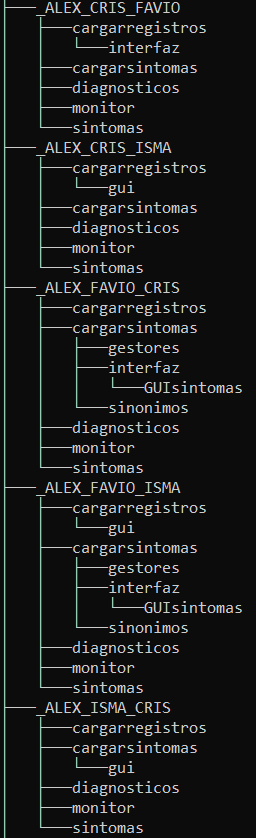 _ALEX_CRIS_FAVIO
cargarregistros
interfaz
cargarsintomas
diagnosticos
monitor
sintomas
_ALEX_CRIS_ISMA
cargarregistros
gui
cargarsintomas
diagnosticos
monitor
sintomas
_ALEX_FAVIO_CRIS
cargarregistros
cargarsintomas
gestores
interfaz
GUIsintomas
sinonimos
diagnosticos
monitor
sintomas
_ALEX_FAVIO_ISMA
cargarregistros
gui
cargarsintomas
gestores
interfaz
GUIsintomas
sinonimos
diagnosticos
monitor
sintomas
_ALEX_ISMA_CRIS
cargarregistros
cargarsintomas
gui
diagnosticos
monitor
sintomas